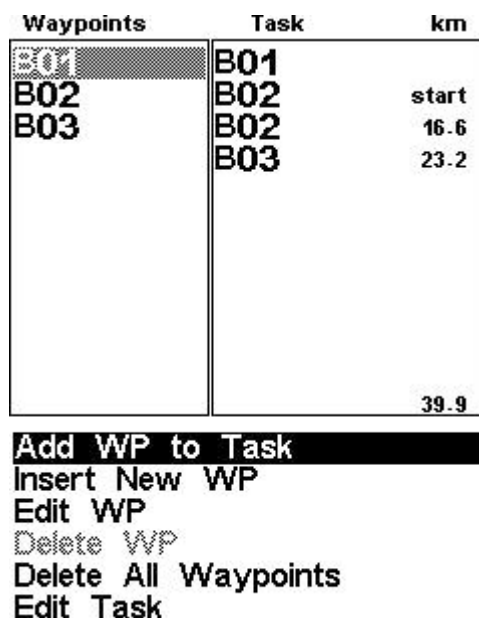 Waypoints Task km
B01 B01
B02 B02 start
B03 B02 16.6
B03 23.2
39.9
Add WP to Task
Insert New WP
Edit WP
Delete WP
Delete All Waypoints
Edit Task